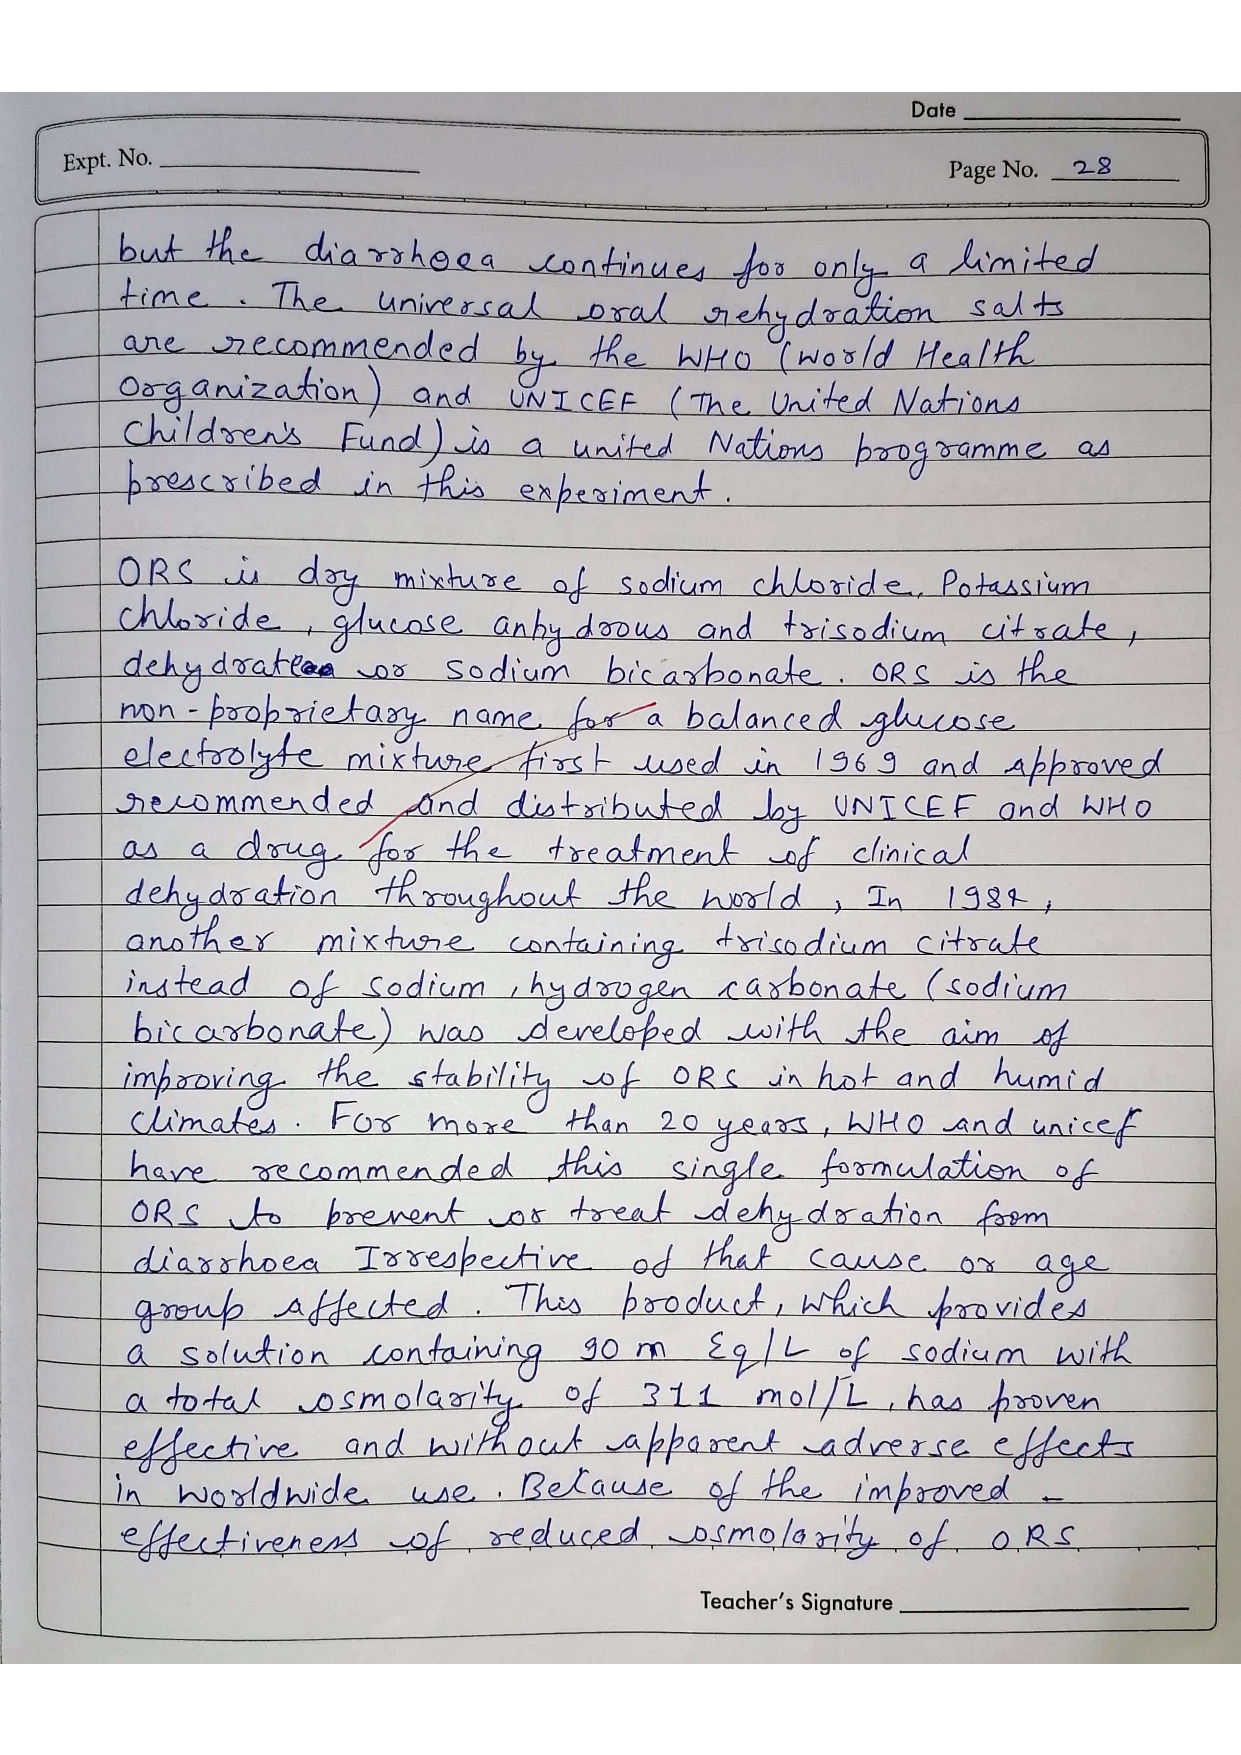 Date
Expt. No.
Page No. 28
but the diarrhoea continues for only a limited
time. The universal oral rehydration salts
are recommended by the WHO (World Health
Organization) and UNICEF (The United Nations
Children's Fund) is a united Nations programme as
prescribed in this experiment.
ORS is dry mixture of sodium chloride, Potassium
chloride, glucose anhydrous and trisodium citrate,
dehydrate or sodium bicarbonate. ORS is the
non-proprietary name for a balanced glucose
electrolyte mixture first used in 1969 and approved
recommended and distributed by UNICEF and WHO
as a drug for the treatment of clinical
dehydration throughout the world, In 1984,
another mixture containing trisodium citrate
instead of sodium, hydrogen carbonate (sodium
bicarbonate) was developed with the aim of
improving the stability of ORS in hot and humid
climates. For more than 20 years, WHO and unicef
have recommended this single formulation of
ORS to prevent or treat dehydration from
diarrhoea Irrespective of that cause or age
group affected. This product, which provides
a solution containing 90 m Eq/L of sodium with
a total osmolarity of 311 mol/L, has proven
effective and without apparent adverse effects
in worldwide use. Because of the improved -
effectiveness of reduced osmolarity of ORS
Teacher's Signature